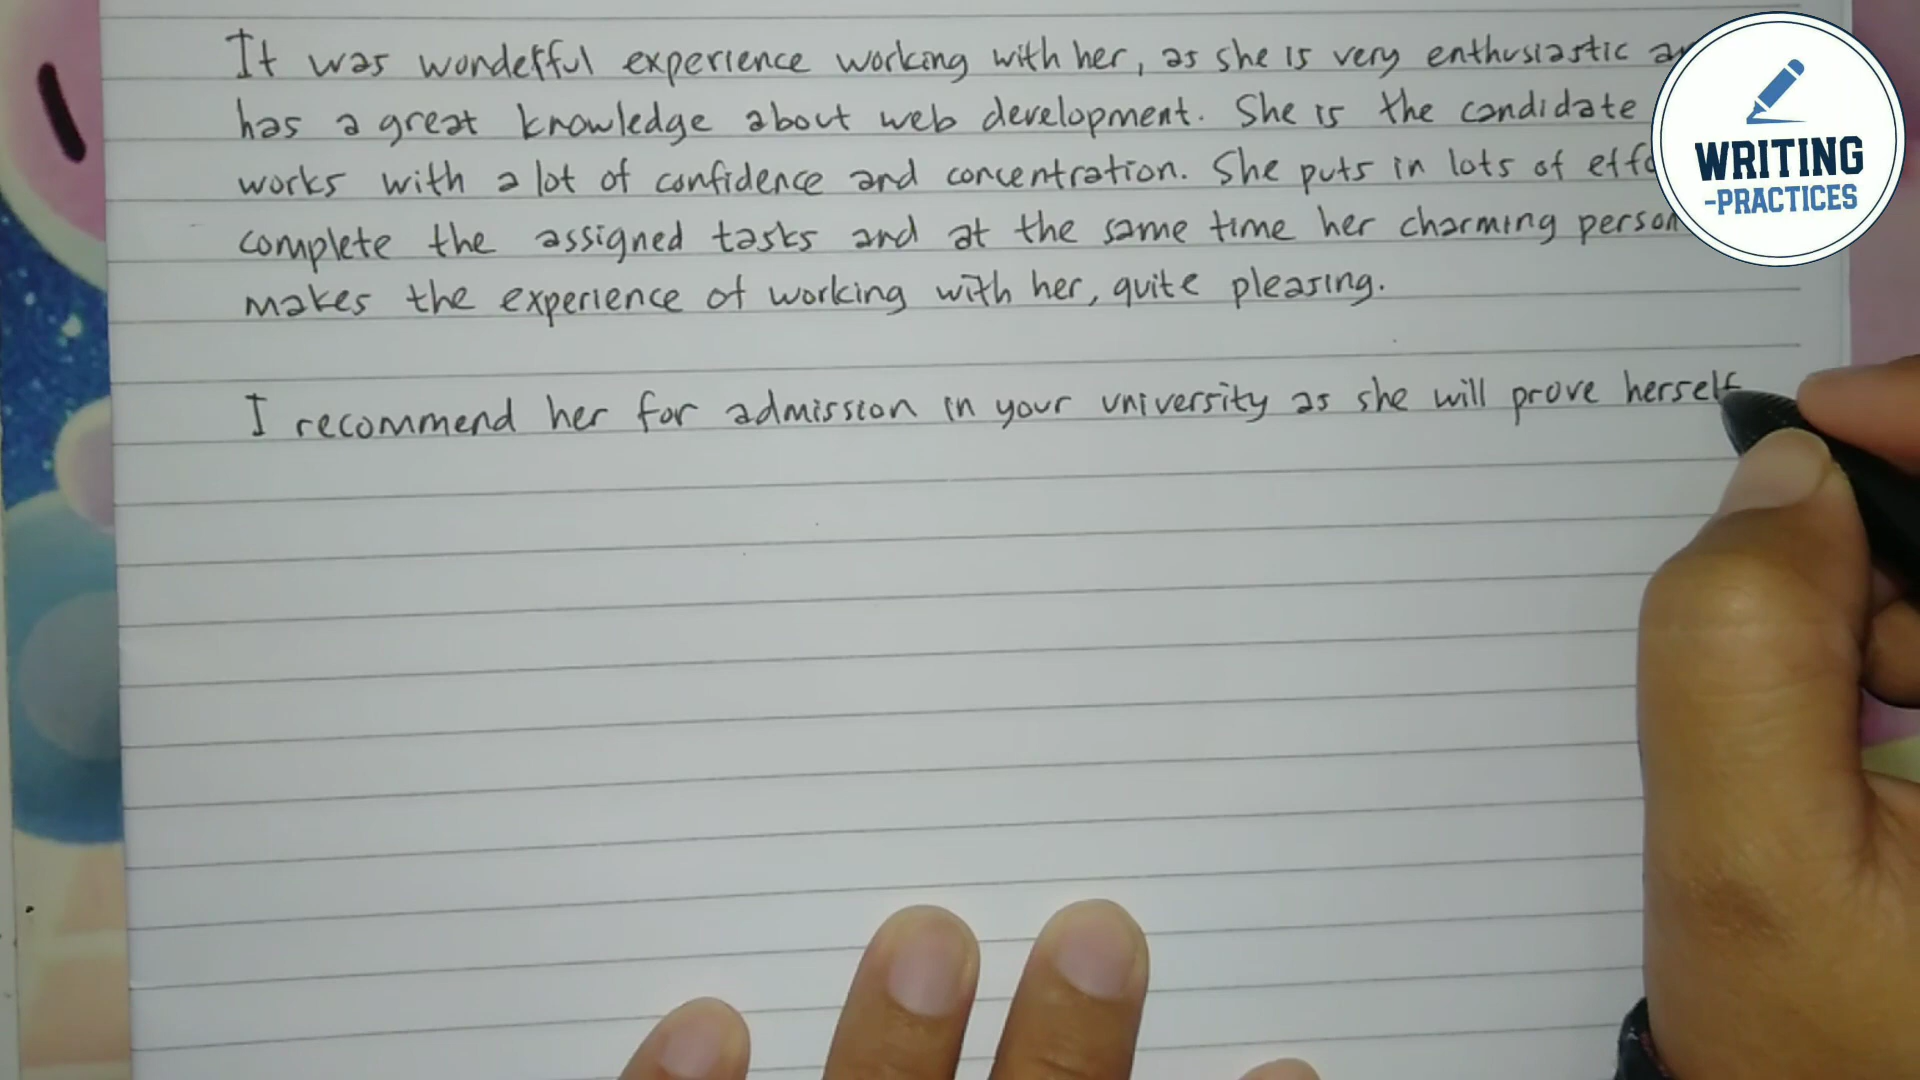 It was wonderful experience working with her, as she is very enthusiastic
has a great knowledge about web development. She is the candidate
works with a lot of confidence and concentration. She puts in lots of
complete the assigned tasks and at the same time her charming
makes the experience of working with her, quite pleasing.
I recommend her for admission in your university as she will prove herself
WRITING
-PRACTICES